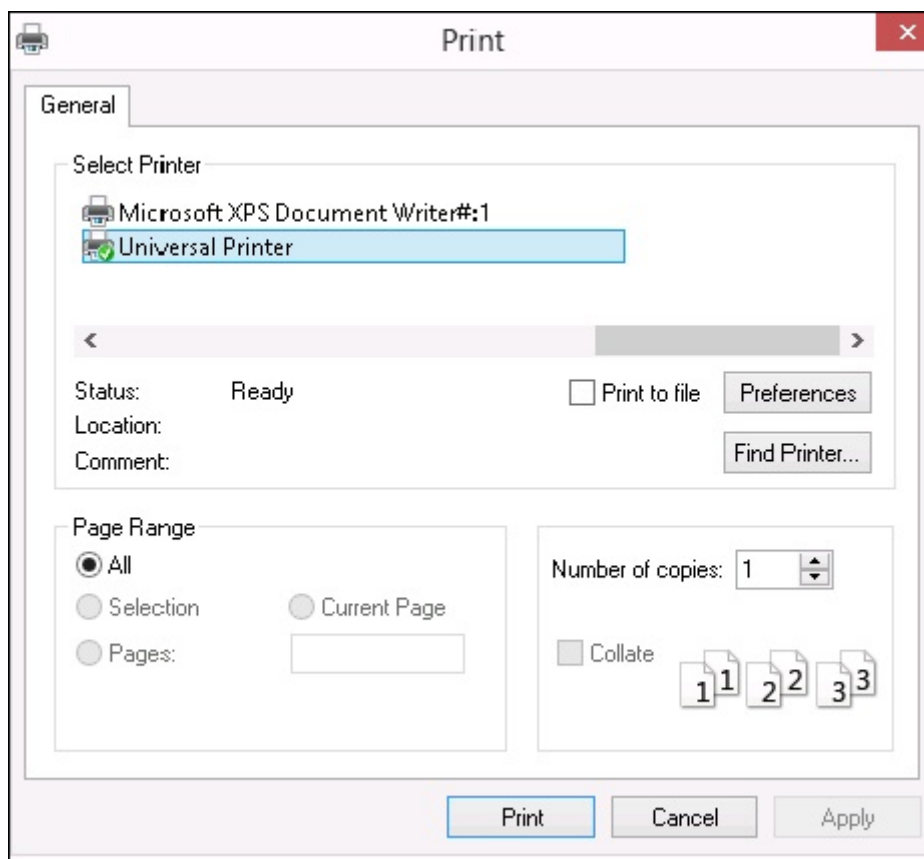 Print
General
Select Printer
Microsoft XPS Document Writer#:1
Universal Printer
Status: Ready
Print to file
Preferences
Location:
Comment:
Find Printer...
Page Range
All
Selection
Current Page
Pages:
Number of copies: 1
Collate
1 1 2 2 3 3
Print Cancel Apply